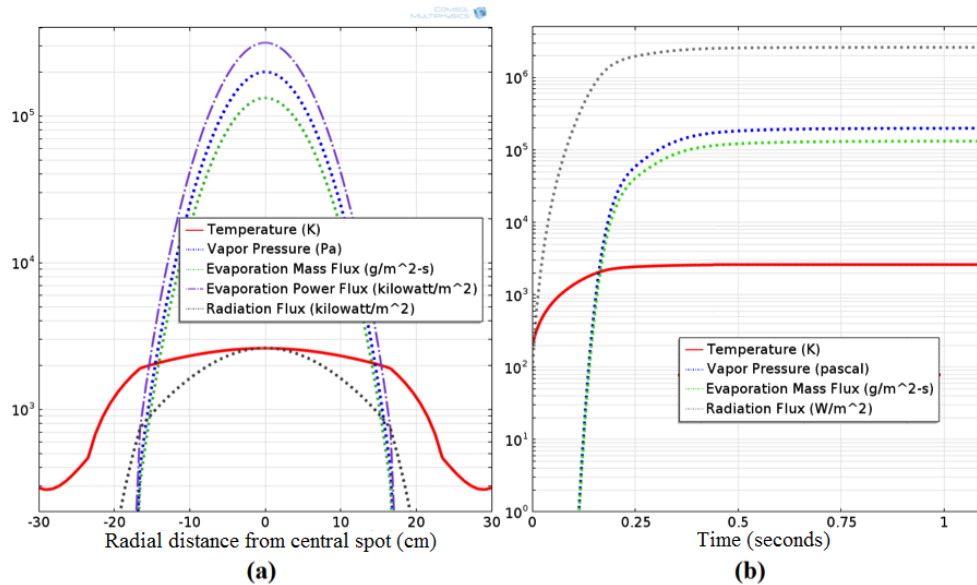 COMSOL
MULTIPHYSICS
10^5
10^4
10^3
Temperature (K)
Vapor Pressure (Pa)
Evaporation Mass Flux (g/m^2-s)
Evaporation Power Flux (kilowatt/m^2)
Radiation Flux (kilowatt/m^2)
-30 -20 -10 0 10 20 30
Radial distance from central spot (cm)
(a)
10^6
10^5
10^4
10^3
10^2
10^1
10^0
Temperature (K)
Vapor Pressure (pascal)
Evaporation Mass Flux (g/m^2-s)
Radiation Flux (W/m^2)
0 0.25 0.5 0.75 1
Time (seconds)
(b)